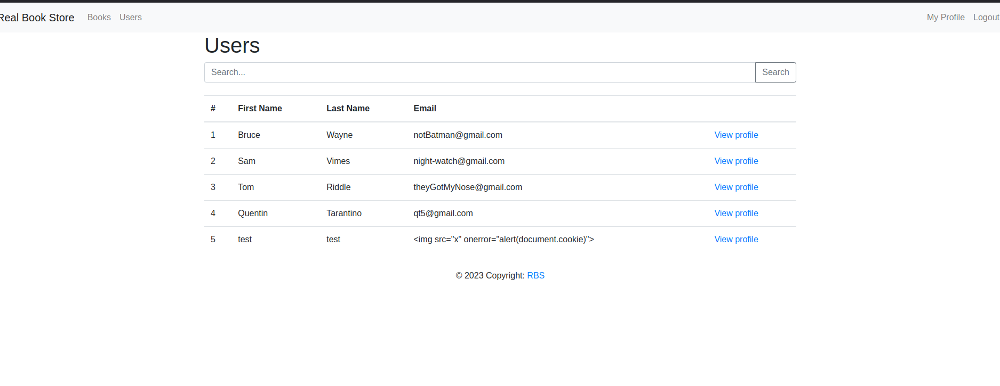 Real Book Store Books Users My Profile Logout
Users
Search... Search
# First Name Last Name Email
1 Bruce Wayne notBatman@gmail.com View profile
2 Sam Vimes night-watch@gmail.com View profile
3 Tom Riddle theyGotMyNose@gmail.com View profile
4 Quentin Tarantino qt5@gmail.com View profile
5 test test <img src="x" onerror="alert(document.cookie)"> View profile
© 2023 Copyright: RBS